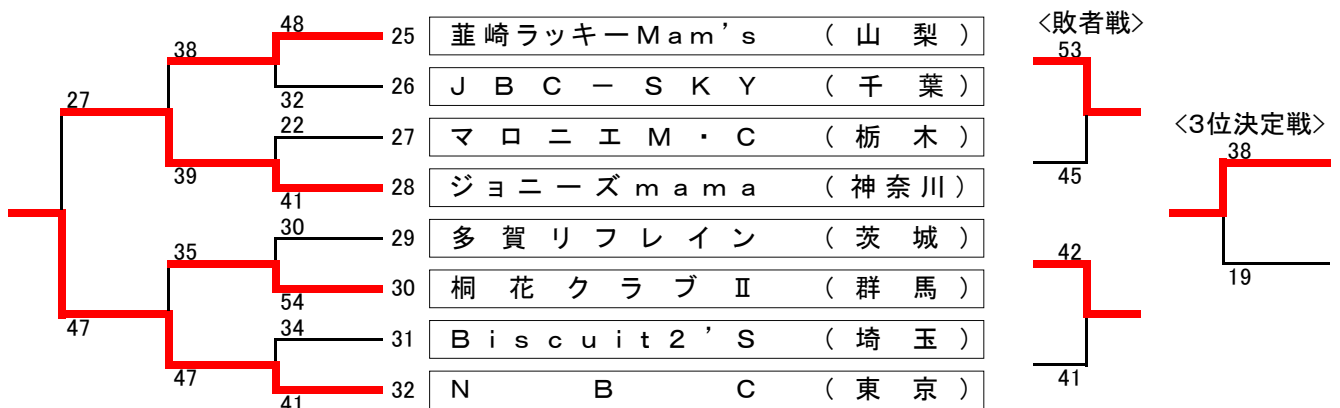 48
25 韮崎ラッキーMam's (山梨)
<敗者戦>
38
53
26 JBC－SKY (千葉)
27
32
22
27 マロニエM・C (栃木)
<3位決定戦>
38
39
45
28 ジョニーズmama (神奈川)
41
30
29 多賀リフレイン (茨城)
35
42
19
30 桐花クラブⅡ (群馬)
54
47
34
31 Biscuit2'S (埼玉)
47
41
32 NBC (東京)
41